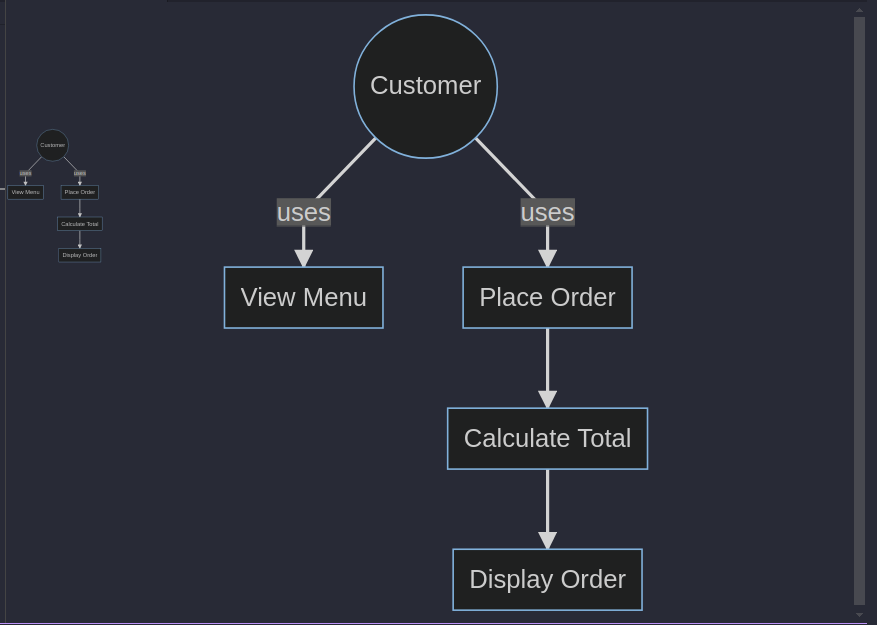 Customer
uses
uses
View Menu
Place Order
Calculate Total
Display Order
Customer
uses
uses
View Menu
Place Order
Calculate Total
Display Order